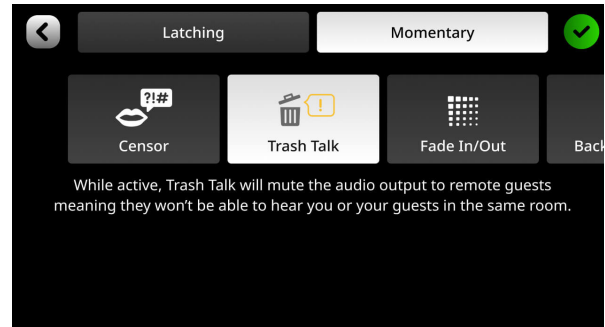 Latching
Momentary
?!#
!
Censor
Trash Talk
Fade In/Out
Back
While active, Trash Talk will mute the audio output to remote guests
meaning they won't be able to hear you or your guests in the same room.